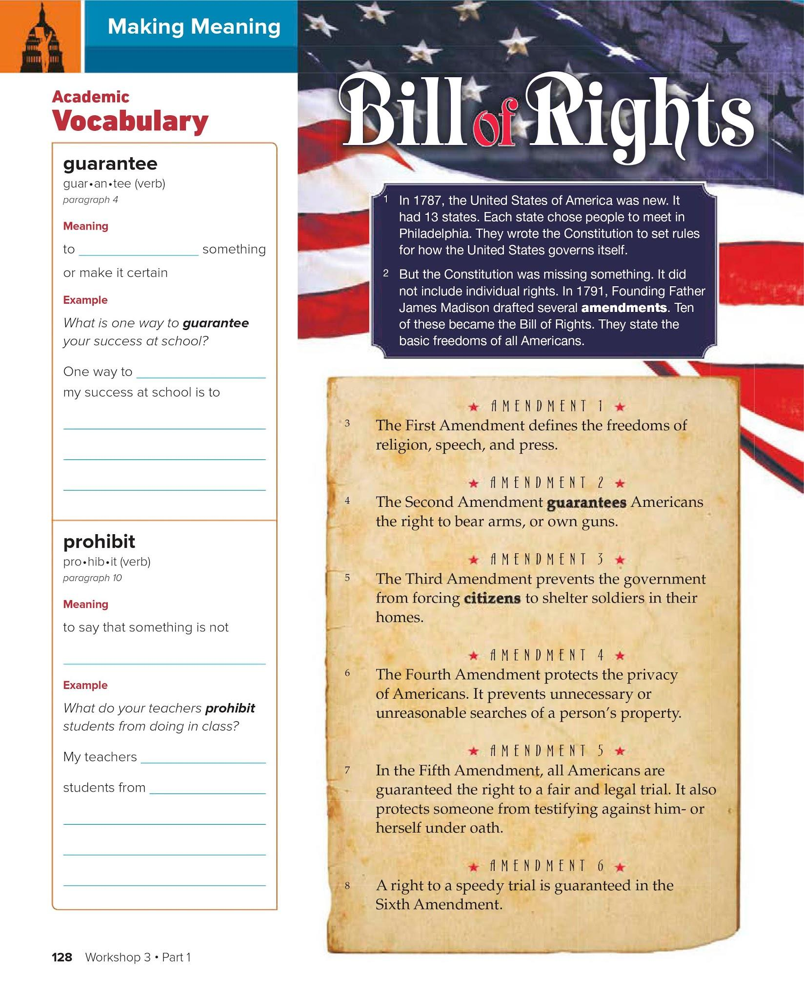 Making Meaning
Academic
Vocabulary
guarantee
guar•an•tee (verb)
paragraph 4
Meaning
to ______ something
or make it certain
Example
What is one way to guarantee
your success at school?
One way to ______
my success at school is to
prohibit
pro•hib•it (verb)
paragraph 10
Meaning
to say that something is not
Example
What do your teachers prohibit
students from doing in class?
My teachers ______
students from ______
128 Workshop 3 • Part 1
Bill of Rights
1 In 1787, the United States of America was new. It
had 13 states. Each state chose people to meet in
Philadelphia. They wrote the Constitution to set rules
for how the United States governs itself.
2 But the Constitution was missing something. It did
not include individual rights. In 1791, Founding Father
James Madison drafted several amendments. Ten
of these became the Bill of Rights. They state the
basic freedoms of all Americans.
★ AMENDMENT 1 ★
3 The First Amendment defines the freedoms of
religion, speech, and press.
★ AMENDMENT 2 ★
4 The Second Amendment guarantees Americans
the right to bear arms, or own guns.
★ AMENDMENT 3 ★
5 The Third Amendment prevents the government
from forcing citizens to shelter soldiers in their
homes.
★ AMENDMENT 4 ★
6 The Fourth Amendment protects the privacy
of Americans. It prevents unnecessary or
unreasonable searches of a person's property.
★ AMENDMENT 5 ★
7 In the Fifth Amendment, all Americans are
guaranteed the right to a fair and legal trial. It also
protects someone from testifying against him- or
herself under oath.
★ AMENDMENT 6 ★
8 A right to a speedy trial is guaranteed in the
Sixth Amendment.